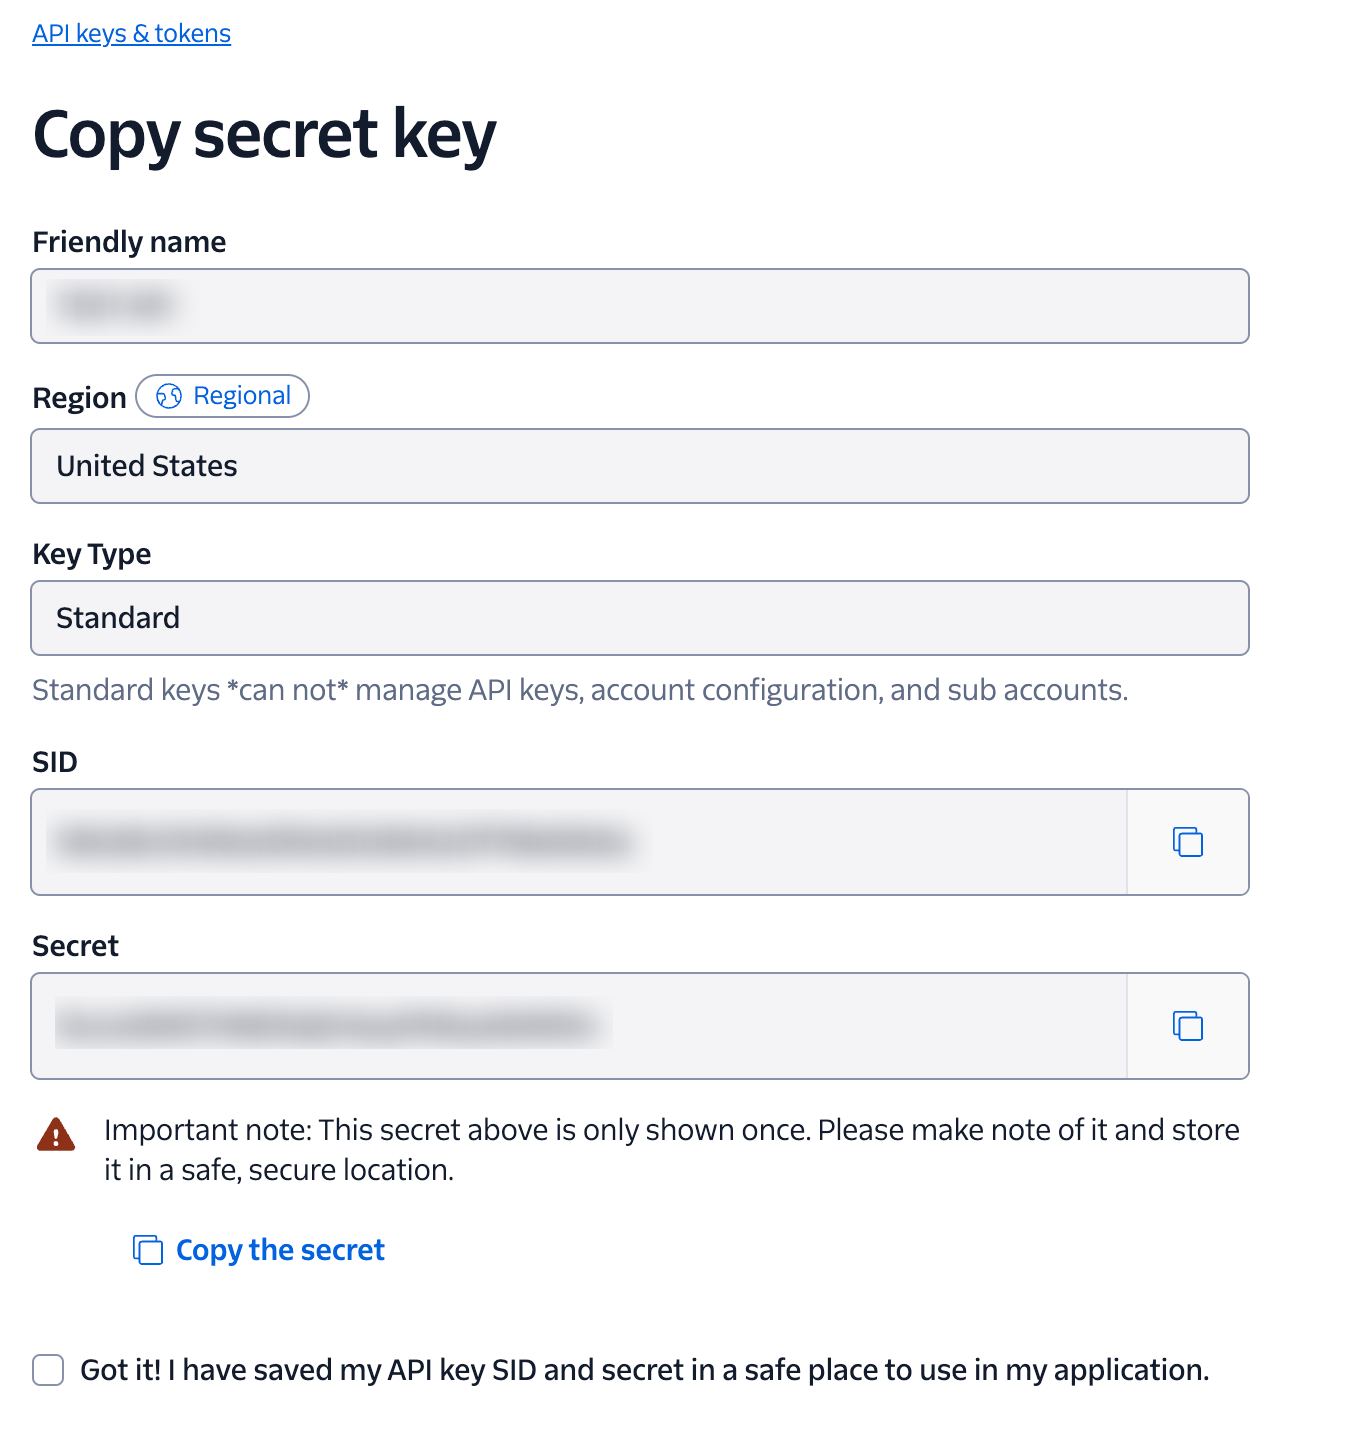 API keys & tokens
Copy secret key
Friendly name
Region Regional
United States
Key Type
Standard
Standard keys *can not* manage API keys, account configuration, and sub accounts.
SID
Secret
Important note: This secret above is only shown once. Please make note of it and store
it in a safe, secure location.
Copy the secret
Got it! I have saved my API key SID and secret in a safe place to use in my application.